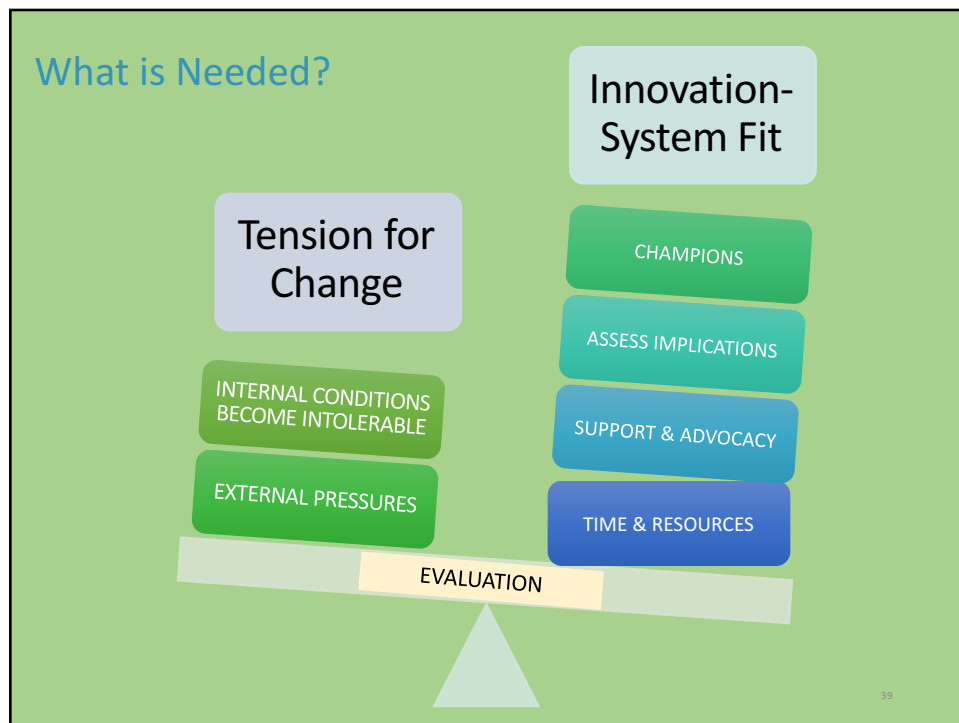 What is Needed?
Innovation-
System Fit
Tension for
Change
CHAMPIONS
ASSESS IMPLICATIONS
INTERNAL CONDITIONS
BECOME INTOLERABLE
SUPPORT & ADVOCACY
EXTERNAL PRESSURES
TIME & RESOURCES
EVALUATION
39